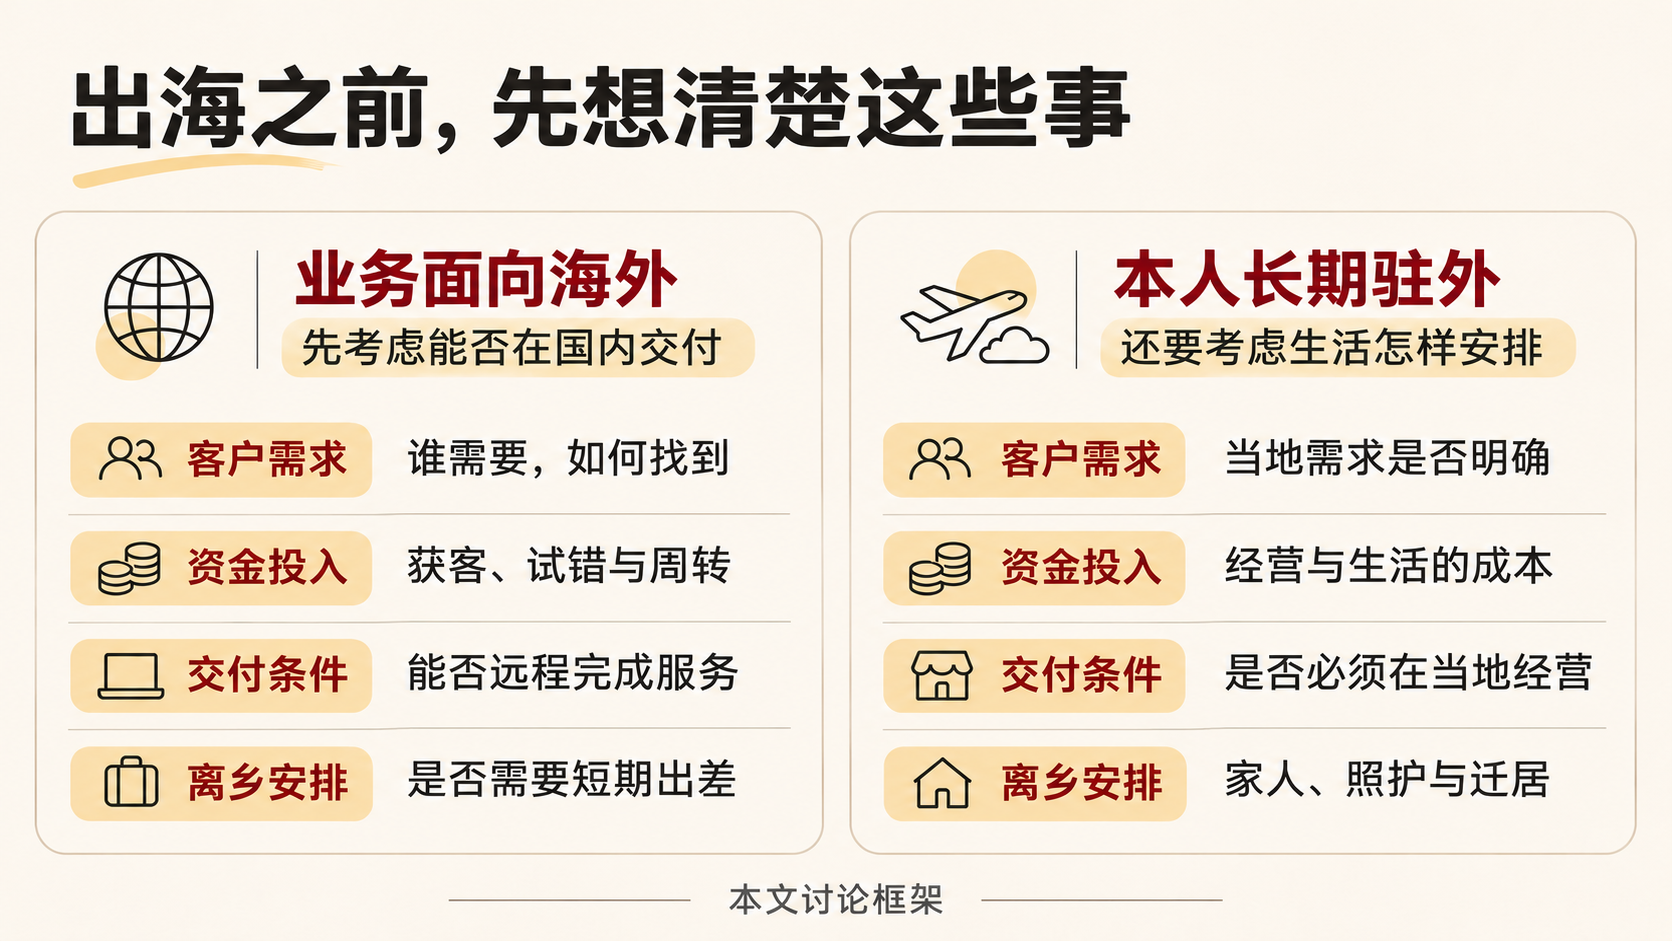 出海之前，先想清楚这些事
业务面向海外
先考虑能否在国内交付
客户需求 谁需要，如何找到
资金投入 获客、试错与周转
交付条件 能否远程完成服务
离乡安排 是否需要短期出差
本人长期驻外
还要考虑生活怎样安排
客户需求 当地需求是否明确
资金投入 经营与生活的成本
交付条件 是否必须在当地经营
离乡安排 家人、照护与迁居
本文讨论框架